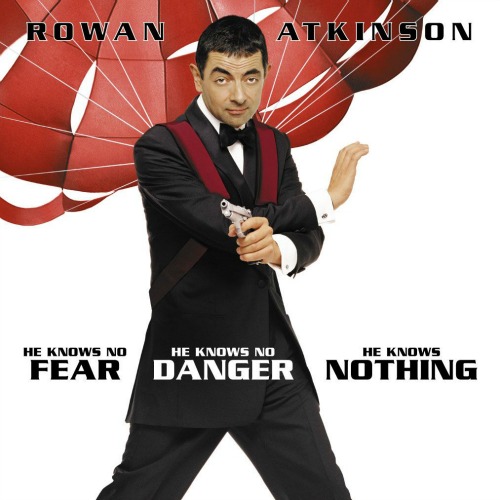 ROWAN ATKINSON
HE KNOWS NO
FEAR
HE KNOWS NO
DANGER
HE KNOWS
NOTHING